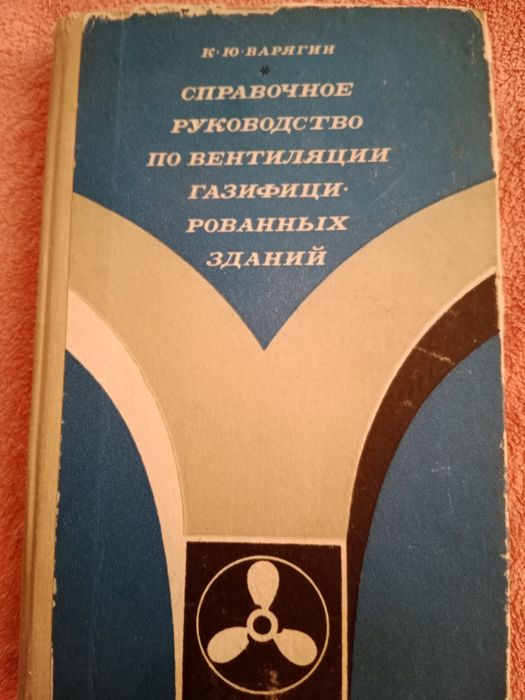 К·Ю·ВАРЯГИН
*
СПРАВОЧНОЕ
РУКОВОДСТВО
ПО ВЕНТИЛЯЦИИ
ГАЗИФИЦИ-
РОВАННЫХ
ЗДАНИЙ